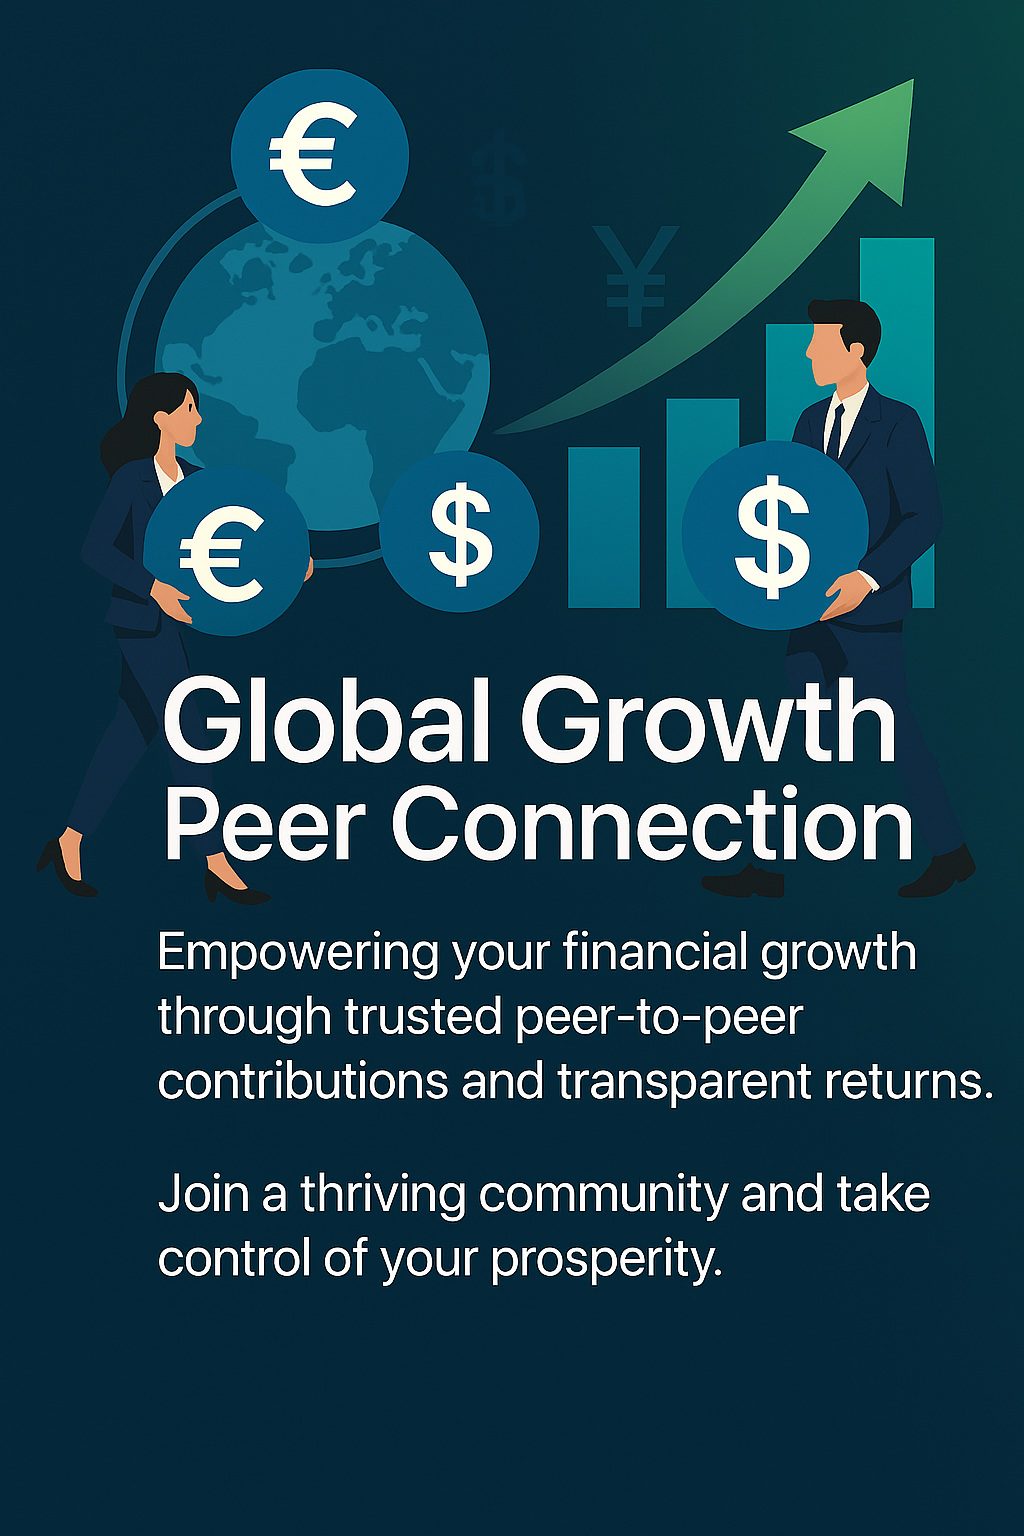 €
$
¥
€
$
$
Global Growth
Peer Connection
Empowering your financial growth
through trusted peer-to-peer
contributions and transparent returns.
Join a thriving community and take
control of your prosperity.